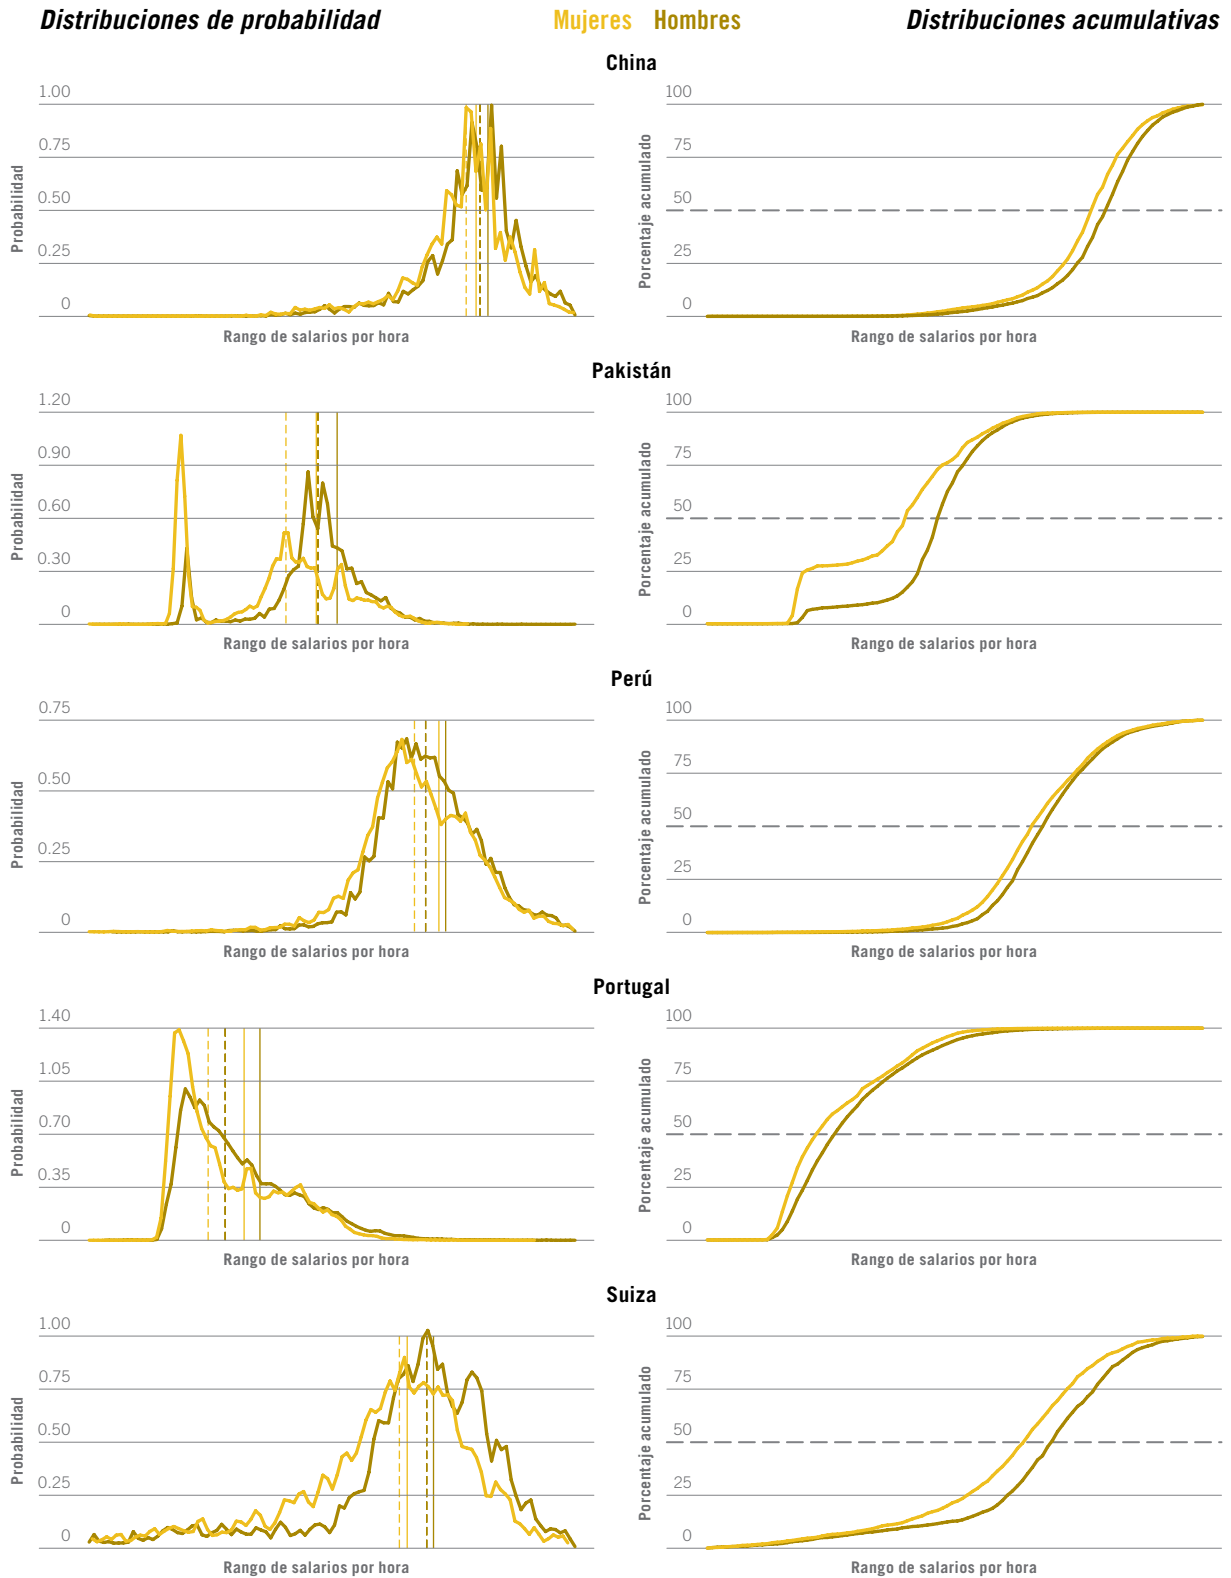 Distribuciones de probabilidad
Mujeres Hombres
Distribuciones acumulativas
China
1.00
0.75
0.50
0.25
0
Probabilidad
Rango de salarios por hora
100
75
50
25
0
Porcentaje acumulado
Rango de salarios por hora
Pakistán
1.20
0.90
0.60
0.30
0
Probabilidad
Rango de salarios por hora
100
75
50
25
0
Porcentaje acumulado
Rango de salarios por hora
Perú
0.75
0.50
0.25
0
Probabilidad
Rango de salarios por hora
100
75
50
25
0
Porcentaje acumulado
Rango de salarios por hora
Portugal
1.40
1.05
0.70
0.35
0
Probabilidad
Rango de salarios por hora
100
75
50
25
0
Porcentaje acumulado
Rango de salarios por hora
Suiza
1.00
0.75
0.50
0.25
0
Probabilidad
Rango de salarios por hora
100
75
50
25
0
Porcentaje acumulado
Rango de salarios por hora